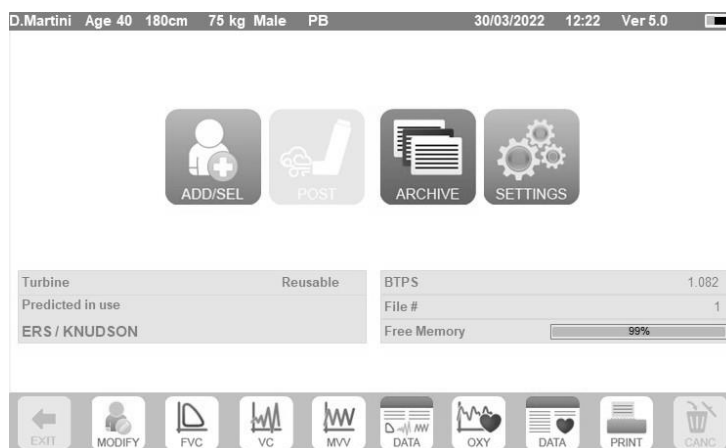 D.Martini Age 40 180cm 75 kg Male PB 30/03/2022 12:22 Ver 5.0
ADD/SEL POST ARCHIVE SETTINGS
Turbine Reusable
Predicted in use
ERS / KNUDSON
BTPS 1.082
File # 1
Free Memory 99%
EXIT MODIFY FVC VC MVV DATA OXY DATA PRINT CANC